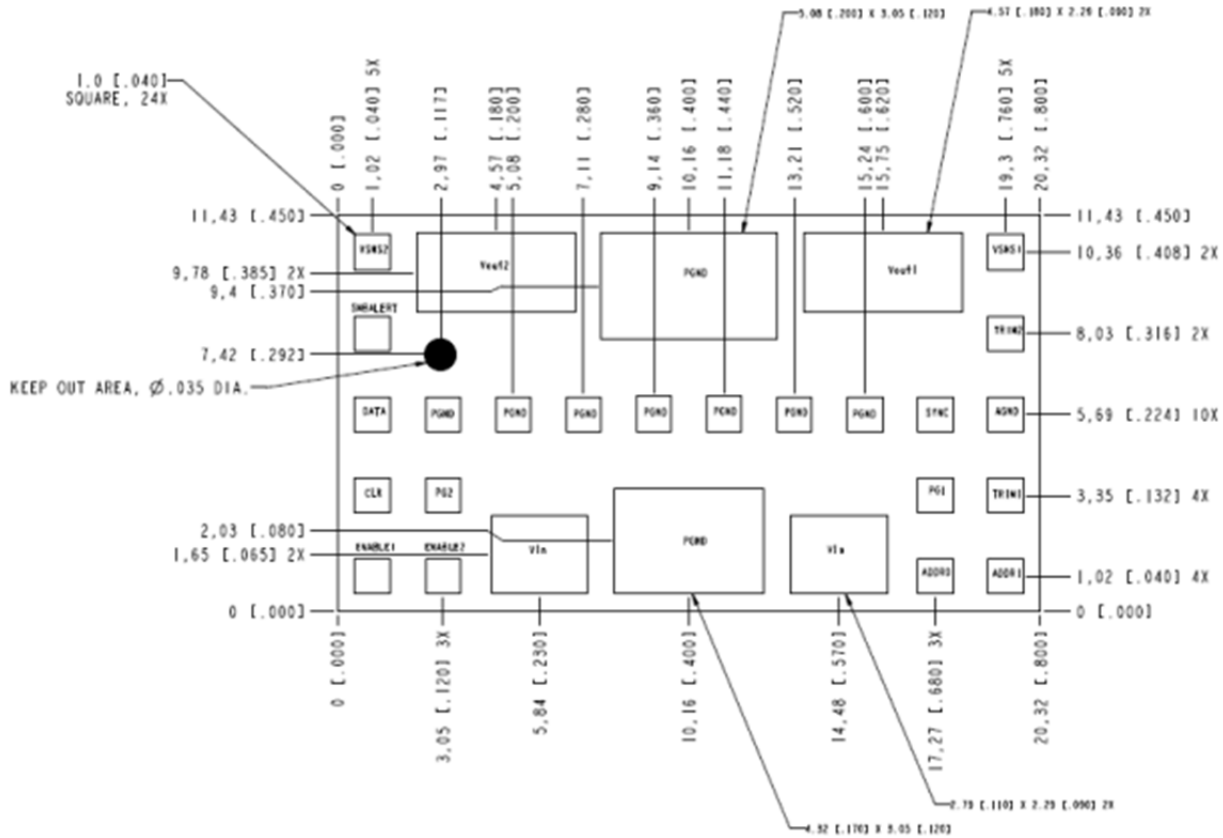 5.08 [.200] X 3.05 [.120]
4.57 [.180] X 2.28 [.090] 2X
1.0 [.040]
SQUARE, 24X
0 [.000]
1,02 [.040] 5X
2,97 [.117]
4,57 [.180]
5,08 [.200]
7,11 [.280]
9,14 [.360]
10,16 [.400]
11,18 [.440]
13,21 [.520]
15,24 [.600]
15,75 [.620]
19,3 [.760] 5X
20,32 [.800]
11,43 [.450]
11,43 [.450]
VSNS2
Vout2
PGND
Vout1
VSNS1
10,36 [.408] 2X
9,78 [.385] 2X
9,4 [.370]
SMBALERT
TRIM2
8,03 [.316] 2X
7,42 [.292]
KEEP OUT AREA, Ø.035 DIA.
DATA
PGND
PGND
PGND
PGND
PGND
PGND
PGND
SYNC
AGND
5,69 [.224] 10X
CLK
PG2
PG1
TRIM1
3,35 [.132] 4X
2,03 [.080]
1,65 [.065] 2X
ENABLE1
ENABLE2
Vin
PGND
Vin
ADDR0
ADDR1
1,02 [.040] 4X
0 [.000]
0 [.000]
0 [.000]
3,05 [.120] 3X
5,84 [.230]
10,16 [.400]
14,48 [.570]
17,27 [.680] 3X
20,32 [.800]
2.79 [.110] X 2.29 [.090] 2X
4.32 [.170] X 3.05 [.120]